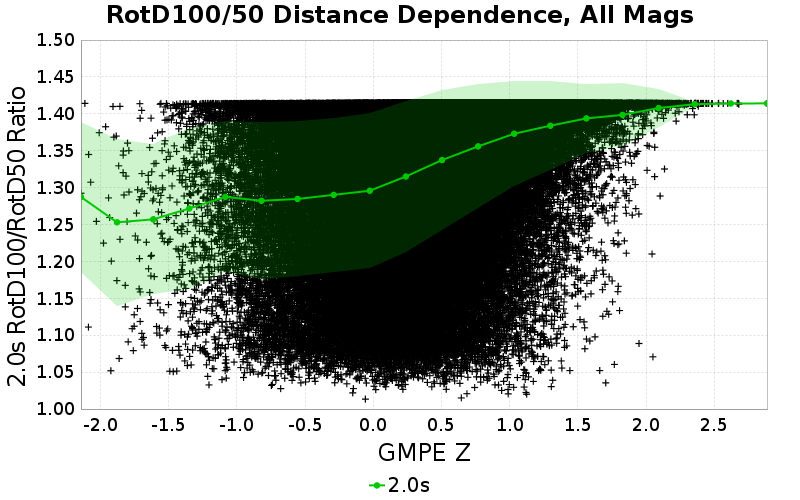 RotD100/50 Distance Dependence, All Mags
1.50
1.45
1.40
1.35
1.30
1.25
1.20
1.15
1.10
1.05
1.00
2.0s RotD100/RotD50 Ratio
-2.0 -1.5 -1.0 -0.5 0.0 0.5 1.0 1.5 2.0 2.5
GMPE Z
2.0s